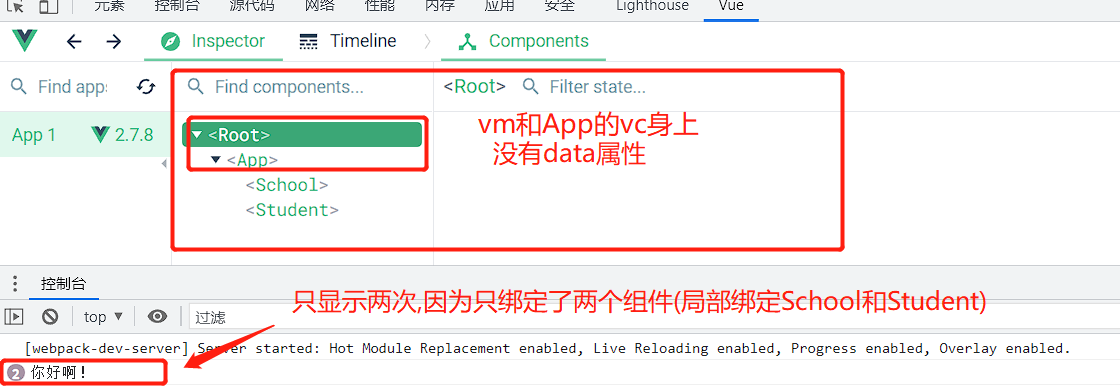 元素 控制台 源代码 网络 性能 内存 应用 安全 Lighthouse Vue
Inspector Timeline Components
Find apps Find components... <Root> Filter state...
App 1 2.7.8
<Root>
<App>
<School>
<Student>
vm和App的vc身上
没有data属性
控制台
只显示两次,因为只绑定了两个组件(局部绑定School和Student)
top 过滤
[webpack-dev-server] Server started: Hot Module Replacement enabled, Live Reloading enabled, Progress enabled, Overlay enabled.
2 你好啊!